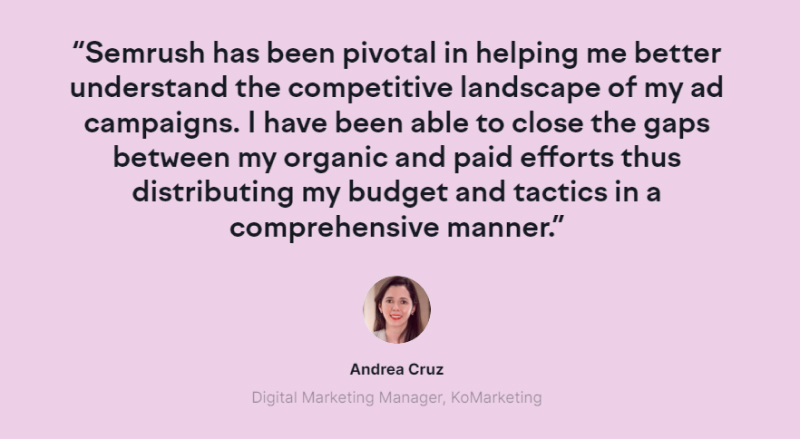 “Semrush has been pivotal in helping me better
understand the competitive landscape of my ad
campaigns. I have been able to close the gaps
between my organic and paid efforts thus
distributing my budget and tactics in a
comprehensive manner.”
Andrea Cruz
Digital Marketing Manager, KoMarketing